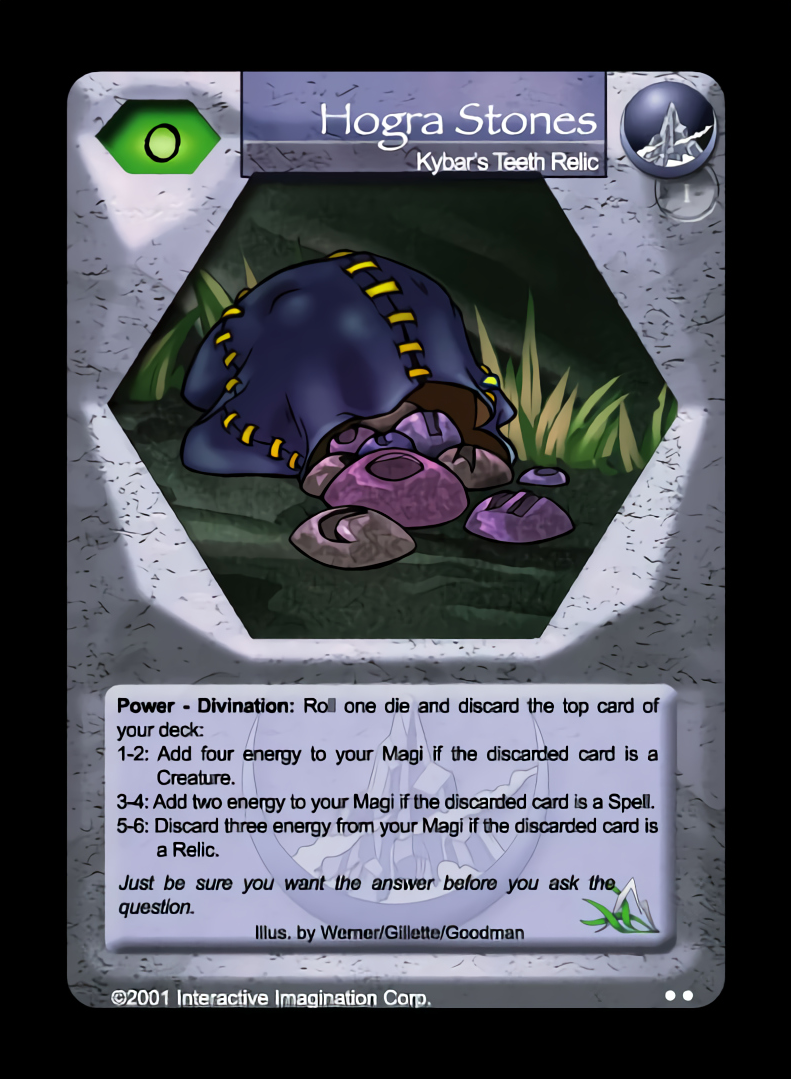 0
Hogra Stones
Kybar's Teeth Relic
1
Power - Divination: Roll one die and discard the top card of
your deck:
1-2: Add four energy to your Magi if the discarded card is a
Creature.
3-4: Add two energy to your Magi if the discarded card is a Spell.
5-6: Discard three energy from your Magi if the discarded card is
a Relic.
Just be sure you want the answer before you ask the
question.
Illus. by Werner/Gillette/Goodman
©2001 Interactive Imagination Corp.